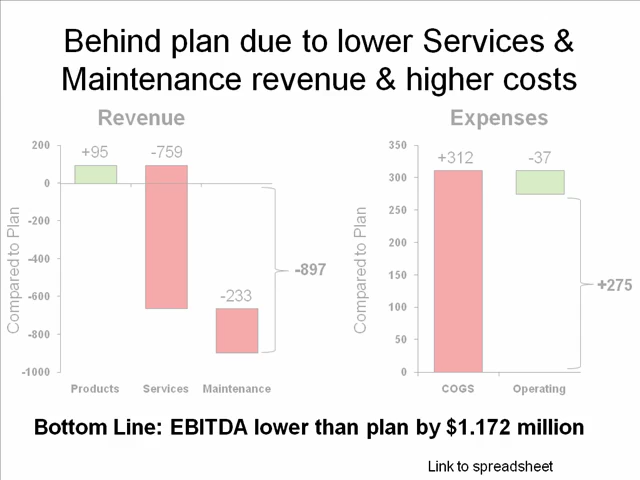 Behind plan due to lower Services &
Maintenance revenue & higher costs
Revenue
Compared to Plan
200
0
-200
-400
-600
-800
-1000
+95
-759
-233
-897
Products
Services
Maintenance
Expenses
Compared to Plan
350
300
250
200
150
100
50
0
+312
-37
+275
COGS
Operating
Bottom Line: EBITDA lower than plan by $1.172 million
Link to spreadsheet